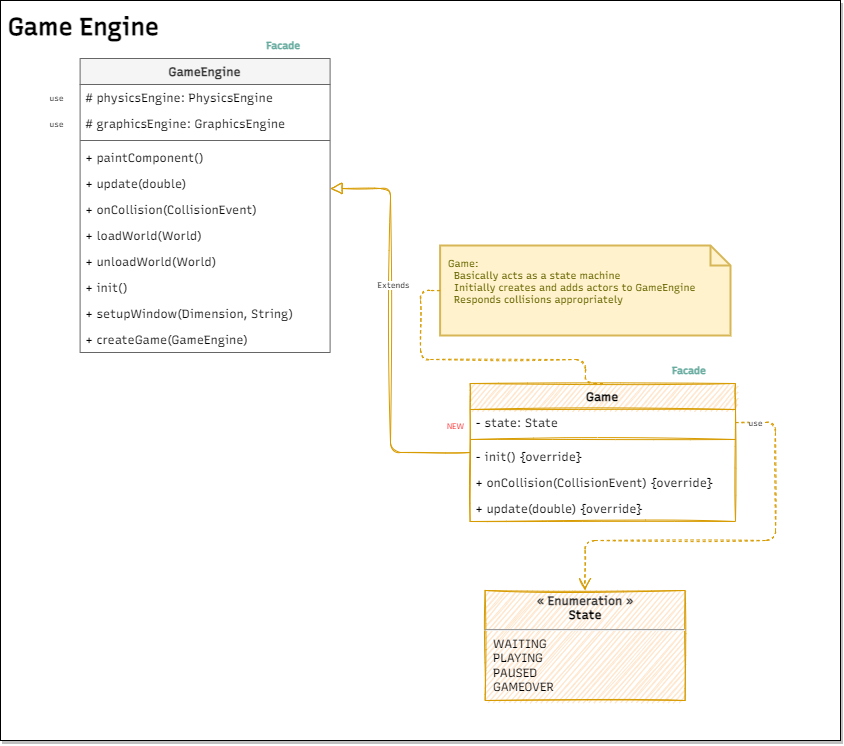 Game Engine
Facade
GameEngine
use
# physicsEngine: PhysicsEngine
use
# graphicsEngine: GraphicsEngine
+ paintComponent()
+ update(double)
+ onCollision(CollisionEvent)
+ loadWorld(World)
+ unloadWorld(World)
+ init()
+ setupWindow(Dimension, String)
+ createGame(GameEngine)
Extends
Game:
Basically acts as a state machine
Initially creates and adds actors to GameEngine
Responds collisions appropriately
Facade
Game
NEW
- state: State
use
- init() {override}
+ onCollision(CollisionEvent) {override}
+ update(double) {override}
« Enumeration »
State
WAITING
PLAYING
PAUSED
GAMEOVER